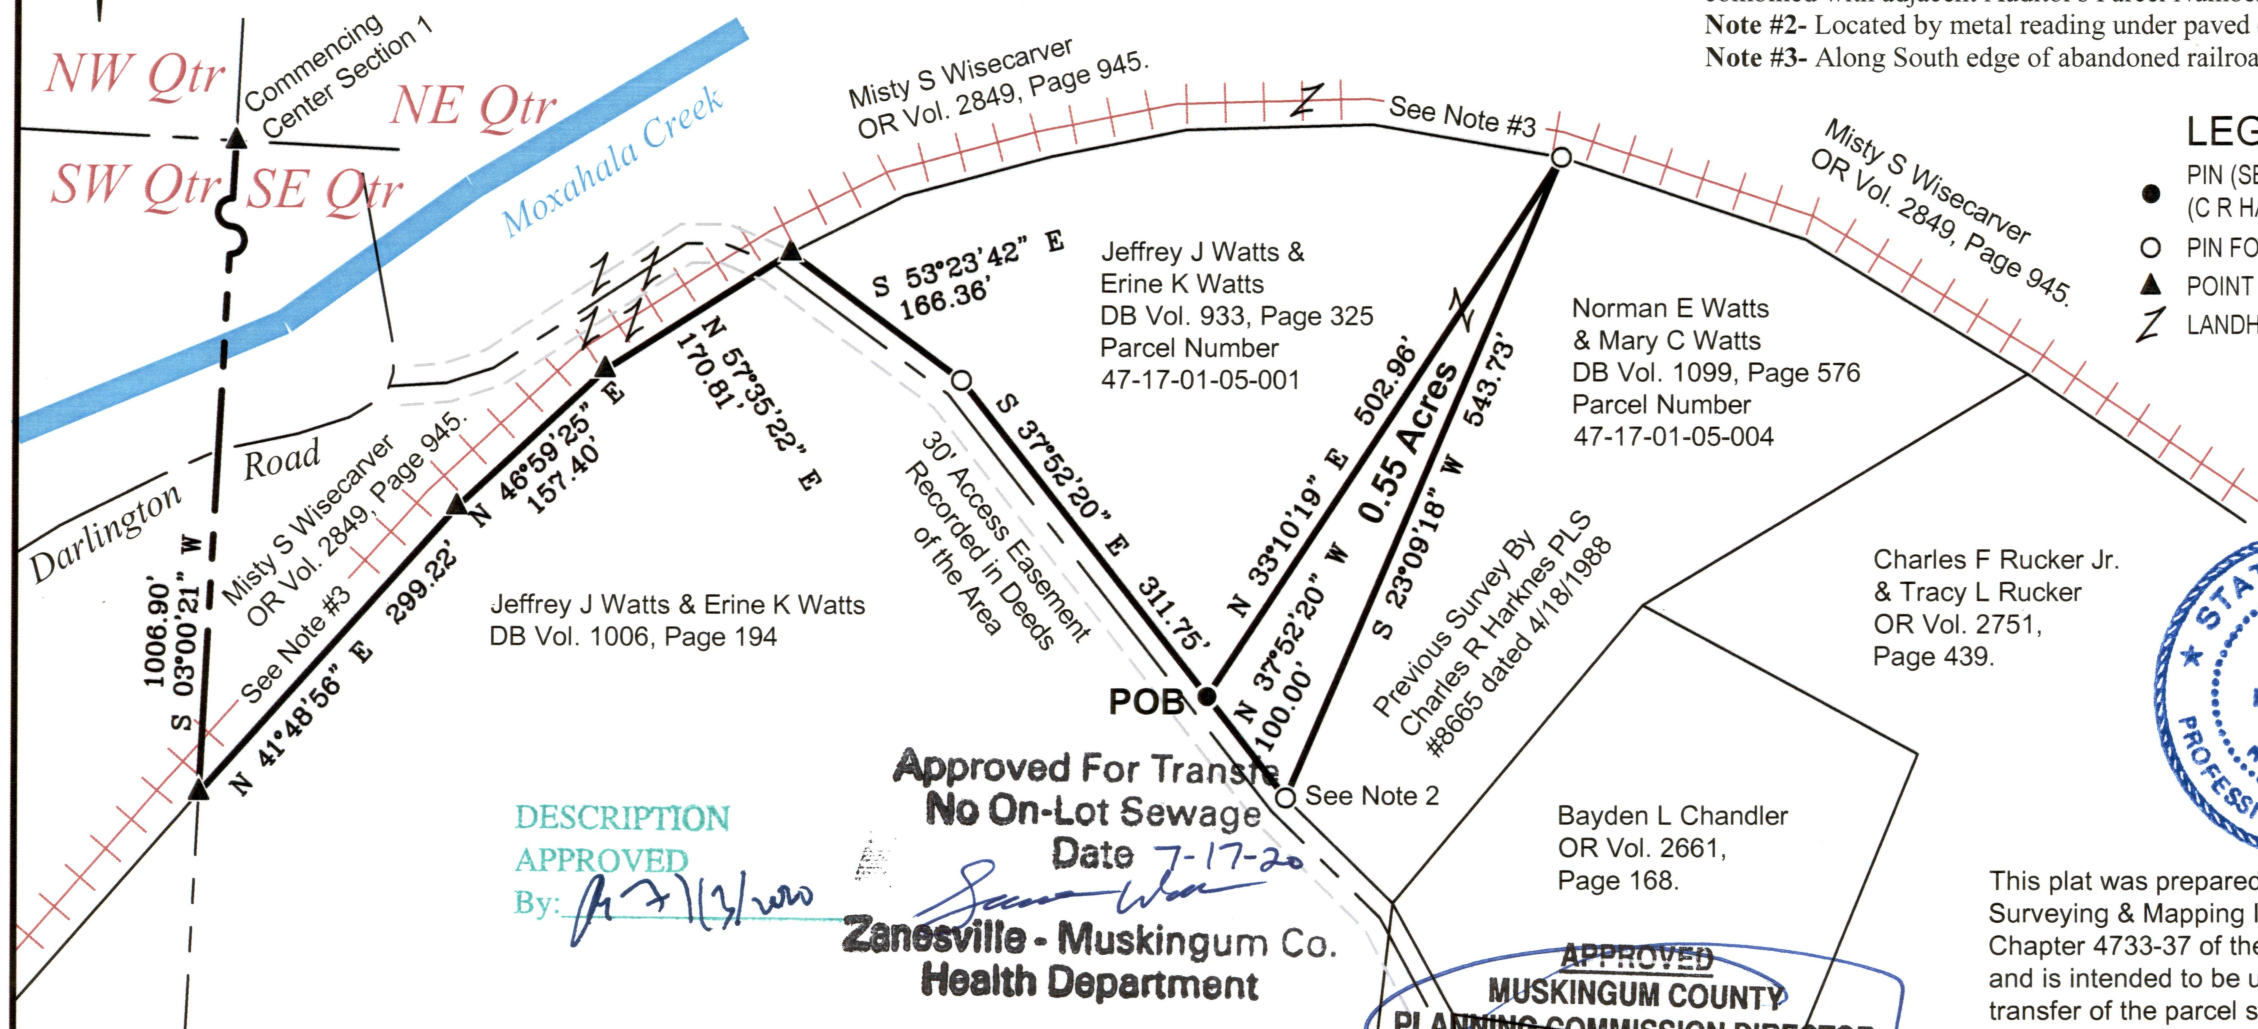 Note #2- Located by metal reading under paved
Note #3- Along South edge of abandoned railroa
NW Qtr
NE Qtr
SW Qtr
SE Qtr
Commencing
Center Section 1
Moxahala Creek
Misty S Wisecarver
OR Vol. 2849, Page 945.
See Note #3
Misty S Wisecarver
OR Vol. 2849, Page 945.
LEG
PIN (SE
(C R HA
PIN FO
POINT
LANDH
S 53°23'42" E
166.36'
Jeffrey J Watts &
Erine K Watts
DB Vol. 933, Page 325
Parcel Number
47-17-01-05-001
Norman E Watts
& Mary C Watts
DB Vol. 1099, Page 576
Parcel Number
47-17-01-05-004
N 57°35'22" E
170.81'
N 46°59'25" E
157.40'
S 37°52'20" E 311.75'
30' Access Easement
Recorded in Deeds
of the Area
N 33°10'19" E 502.96'
0.55 Acres
S 23°09'18" W 543.73'
N 37°52'20" W
100.00'
Previous Survey By
Charles R Harknes PLS
#8665 dated 4/18/1988
Darlington Road
Misty S Wisecarver
OR Vol. 2849, Page 945.
See Note #3
1006.90'
S 03°00'21" W
N 41°48'56" E 299.22'
Jeffrey J Watts & Erine K Watts
DB Vol. 1006, Page 194
Charles F Rucker Jr.
& Tracy L Rucker
OR Vol. 2751,
Page 439.
POB
See Note 2
Approved For Transfe
No On-Lot Sewage
Date 7-17-20
Zanesville - Muskingum Co.
Health Department
DESCRIPTION
APPROVED
By:
Bayden L Chandler
OR Vol. 2661,
Page 168.
STA
PROFESSI
This plat was prepared
Surveying & Mapping
Chapter 4733-37 of the
and is intended to be u
transfer of the parcel s
APPROVED
MUSKINGUM COUNTY
PLANNING COMMISSION DIRECTOR